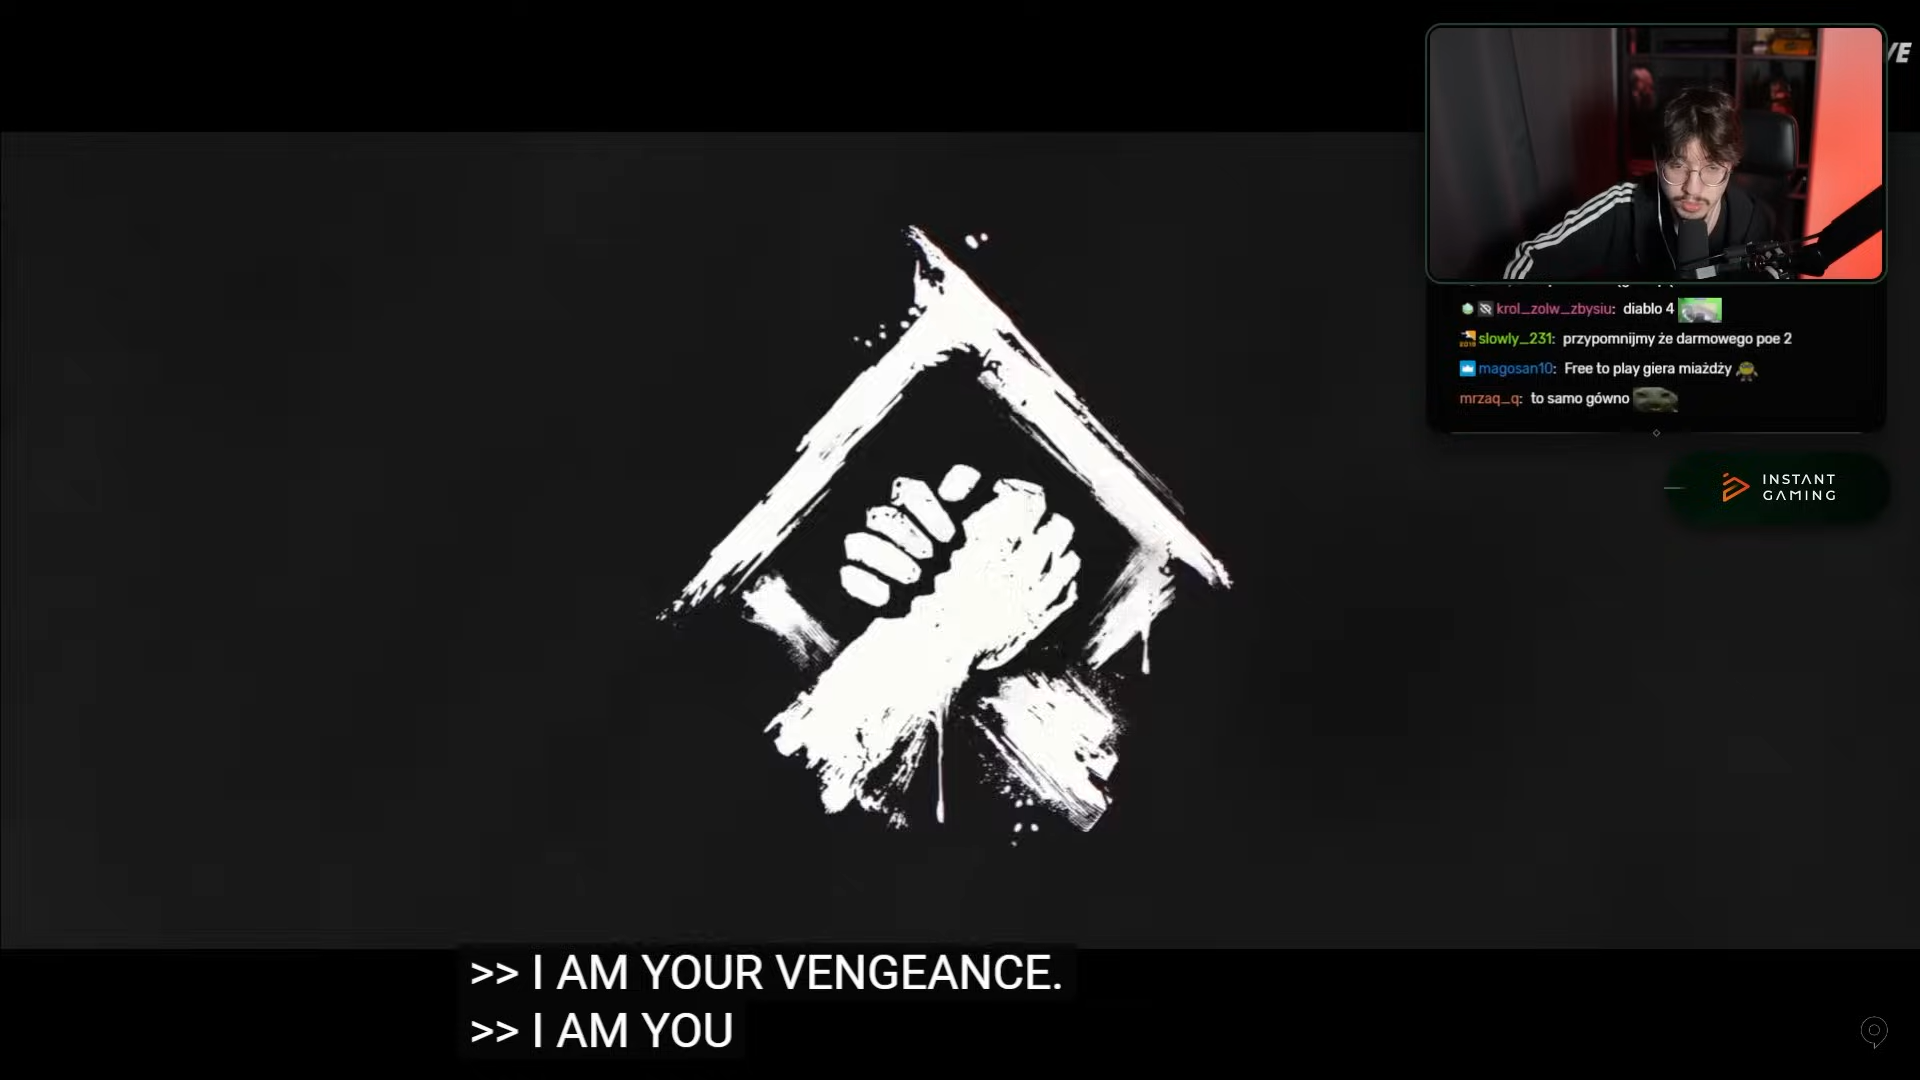 VE
krol_zolw_zbysiu: diablo 4
slowly_231: przypomnijmy że darmowego poe 2
magosan10: Free to play giera miażdży
mrzaq_q: to samo gówno
INSTANT
GAMING
>> I AM YOUR VENGEANCE.
>> I AM YOU